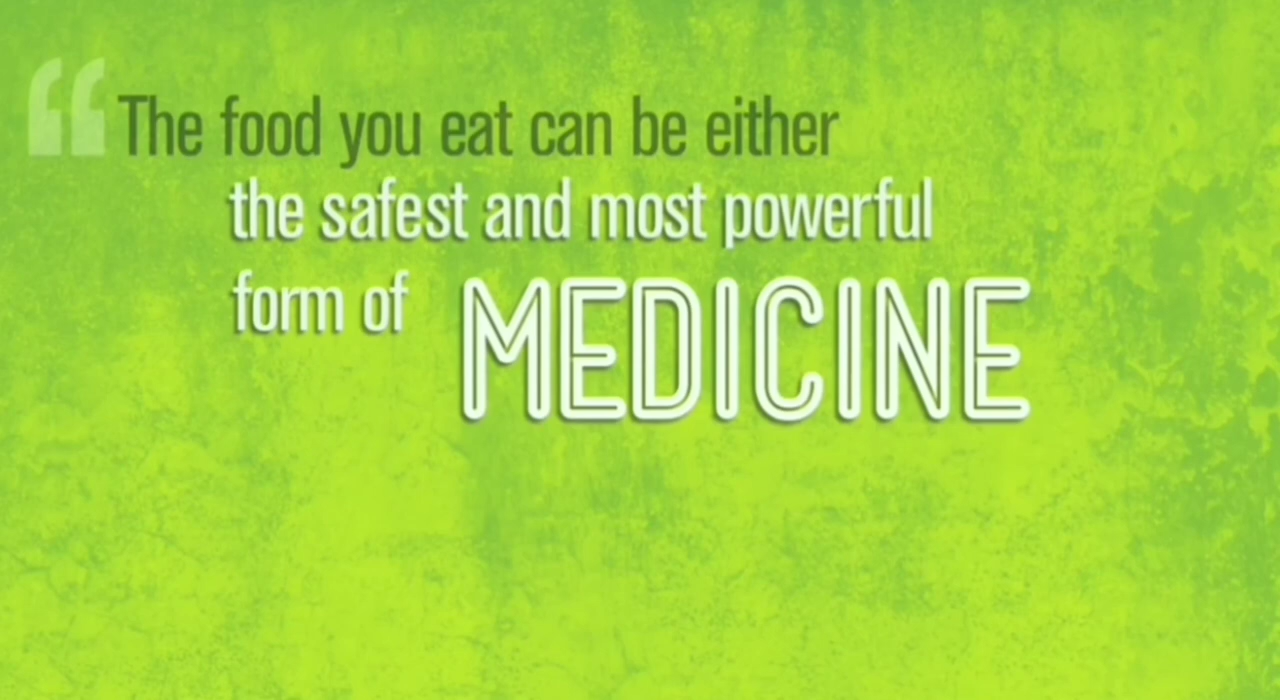 “The food you eat can be either
the safest and most powerful
form of MEDICINE